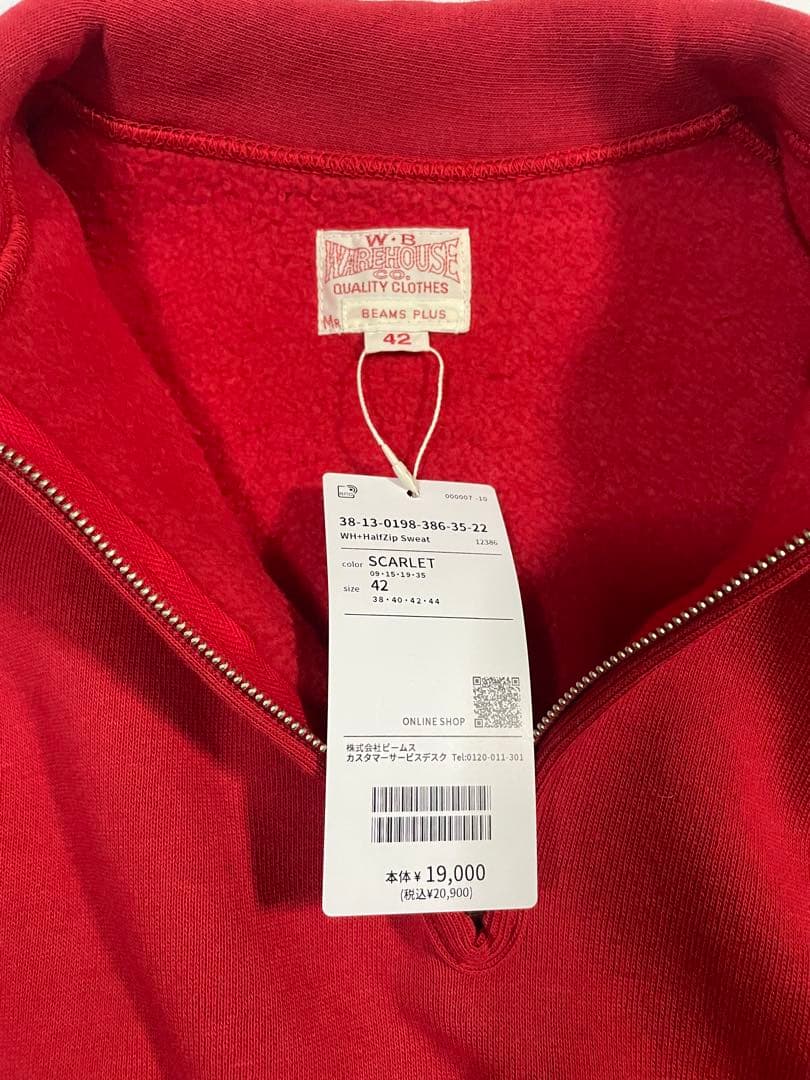 W・B
WAREHOUSE
CO.
QUALITY CLOTHES
Mr
BEAMS PLUS
42
000007 -10
38-13-0198-386-35-22
WH+HalfZip Sweat 12386
color SCARLET
09・15・19・35
size 42
38・40・42・44
ONLINE SHOP
株式会社ビームス
カスタマーサービスデスク Tel:0120-011-301
本体¥ 19,000
(税込¥20,900)